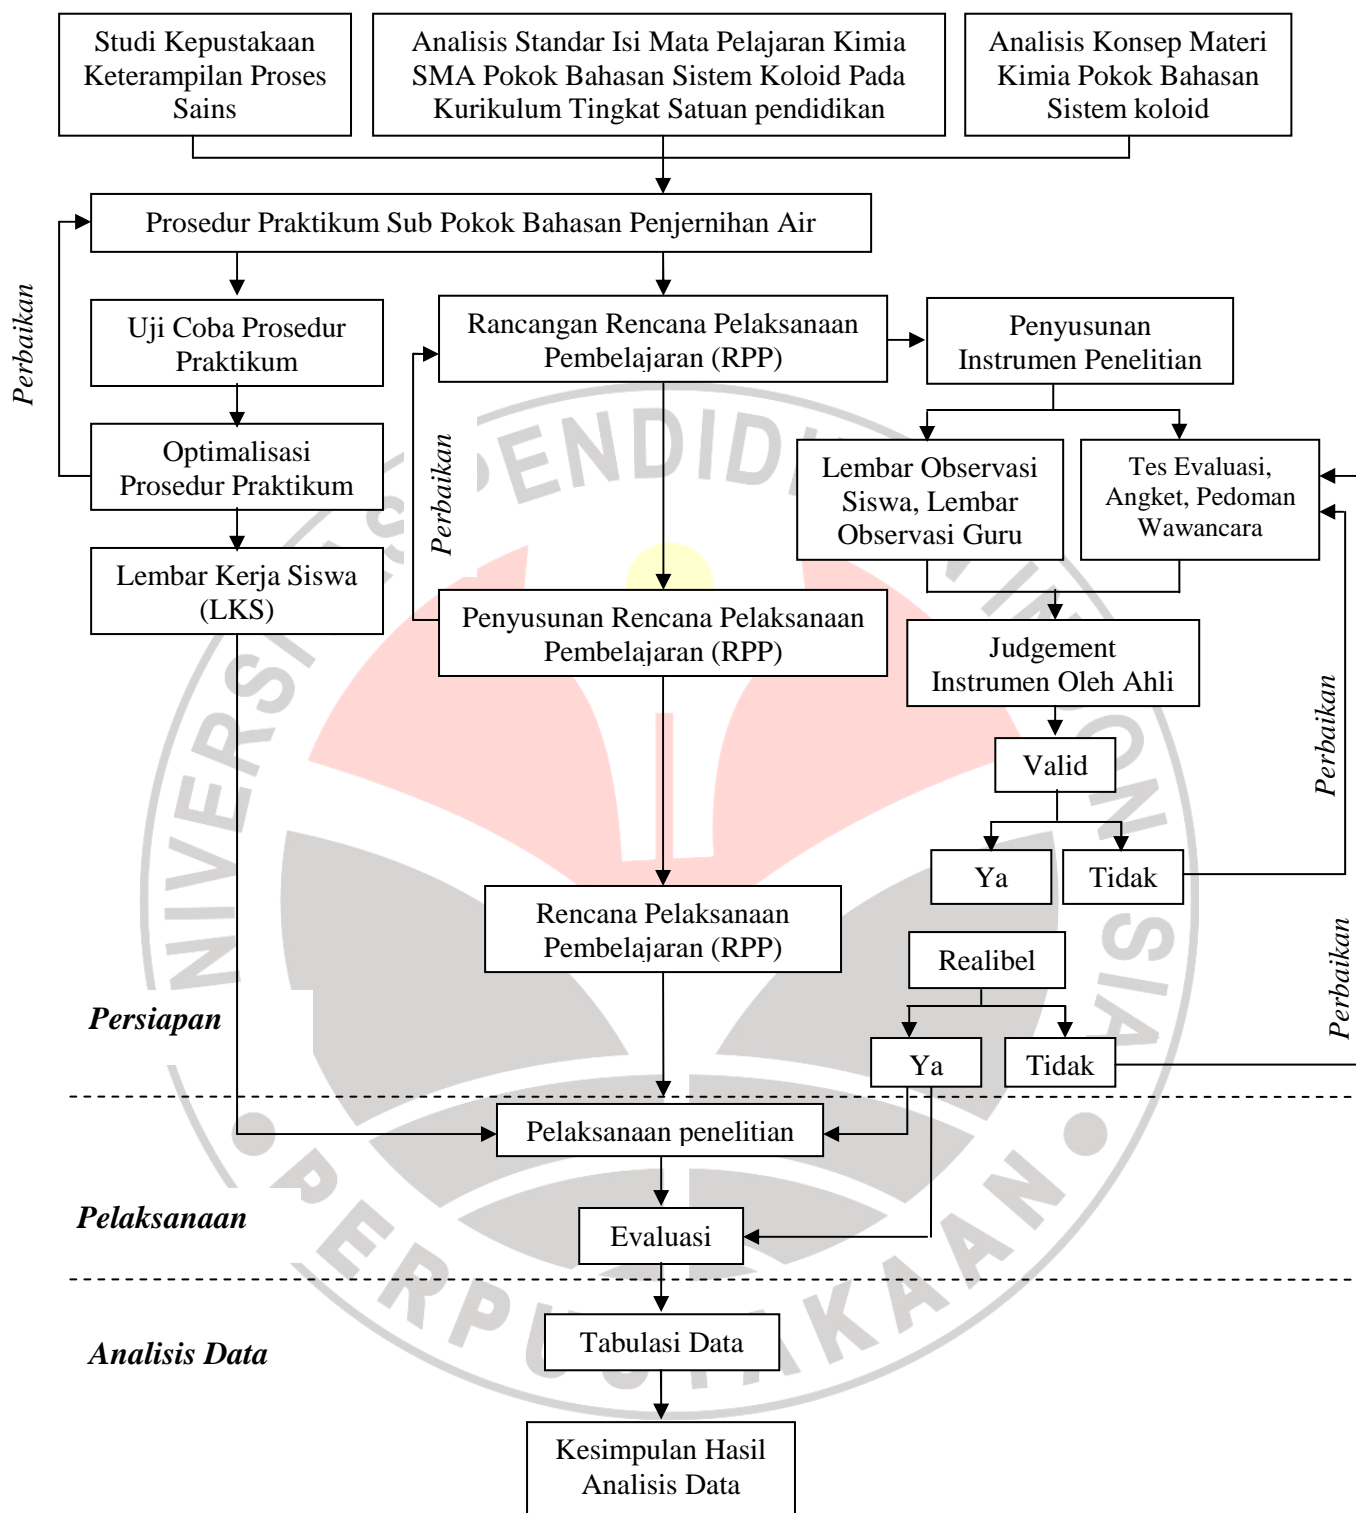 Studi Kepustakaan
Keterampilan Proses
Sains
Analisis Standar Isi Mata Pelajaran Kimia
SMA Pokok Bahasan Sistem Koloid Pada
Kurikulum Tingkat Satuan pendidikan
Analisis Konsep Materi
Kimia Pokok Bahasan
Sistem koloid
Prosedur Praktikum Sub Pokok Bahasan Penjernihan Air
Perbaikan
Uji Coba Prosedur
Praktikum
Rancangan Rencana Pelaksanaan
Pembelajaran (RPP)
Penyusunan
Instrumen Penelitian
Optimalisasi
Prosedur Praktikum
Perbaikan
Lembar Observasi
Siswa, Lembar
Observasi Guru
Tes Evaluasi,
Angket, Pedoman
Wawancara
Lembar Kerja Siswa
(LKS)
Penyusunan Rencana Pelaksanaan
Pembelajaran (RPP)
Judgement
Instrumen Oleh Ahli
Perbaikan
Valid
Ya
Tidak
Rencana Pelaksanaan
Pembelajaran (RPP)
Realibel
Perbaikan
Persiapan
Ya
Tidak
Pelaksanaan penelitian
Pelaksanaan
Evaluasi
Analisis Data
Tabulasi Data
Kesimpulan Hasil
Analisis Data
PERPUSTAKAAN